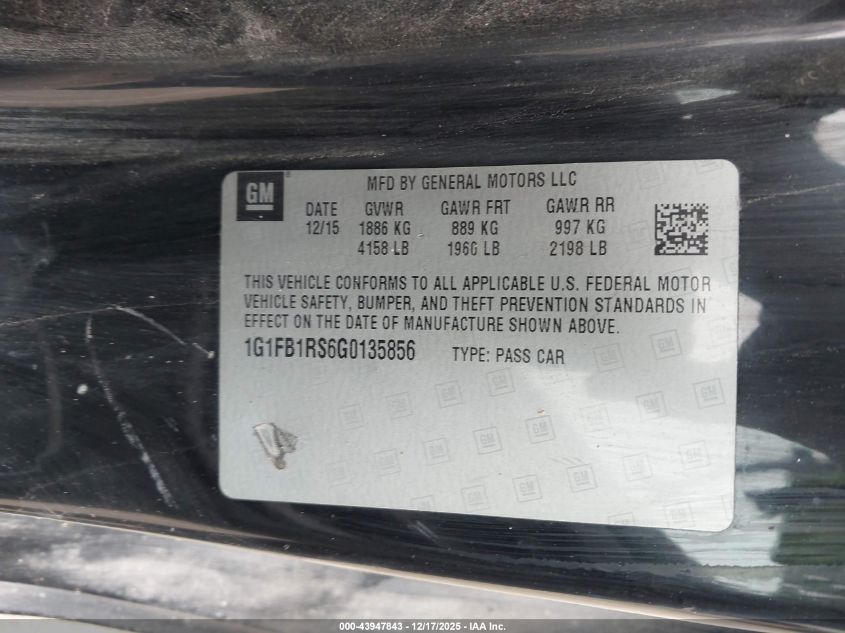 GM
MFD BY GENERAL MOTORS LLC
DATE GVWR GAWR FRT GAWR RR
12/15 1886 KG 889 KG 997 KG
4158 LB 1960 LB 2198 LB
THIS VEHICLE CONFORMS TO ALL APPLICABLE U.S. FEDERAL MOTOR
VEHICLE SAFETY, BUMPER, AND THEFT PREVENTION STANDARDS IN
EFFECT ON THE DATE OF MANUFACTURE SHOWN ABOVE.
1G1FB1RS6G0135856 TYPE: PASS CAR
000-43947843 - 12/17/2025 - IAA Inc.